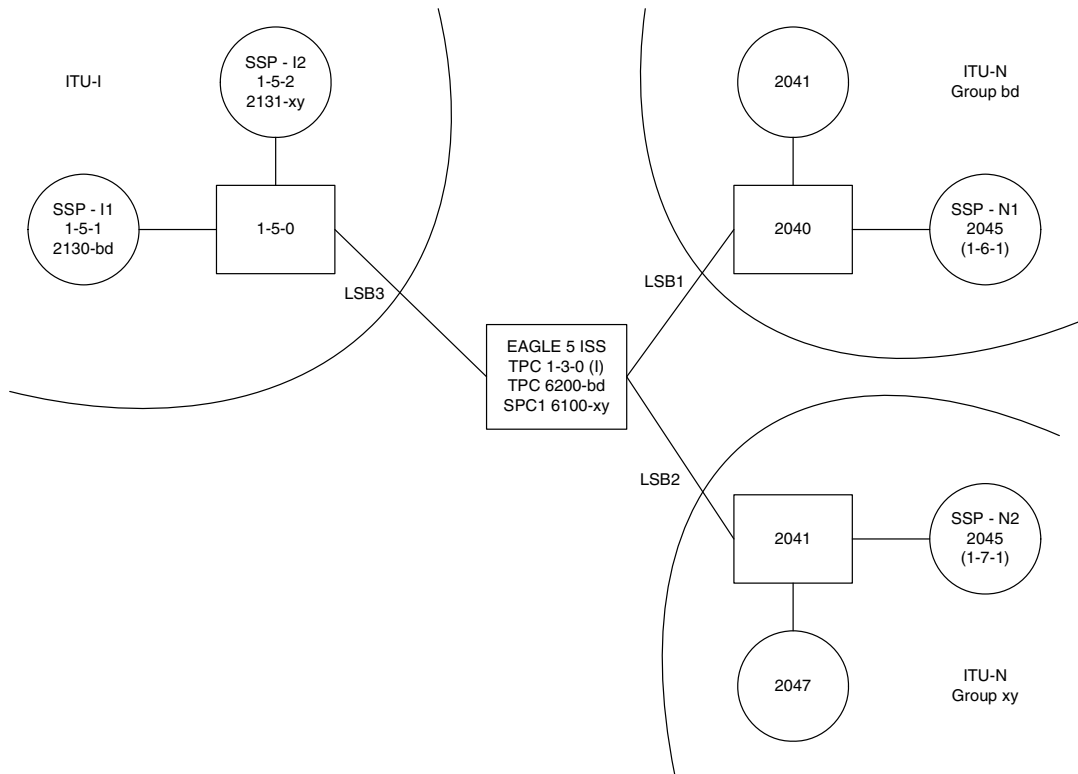 ITU-I
SSP - I2
1-5-2
2131-xy
SSP - I1
1-5-1
2130-bd
1-5-0
LSB3
2041
ITU-N
Group bd
2040
SSP - N1
2045
(1-6-1)
LSB1
EAGLE 5 ISS
TPC 1-3-0 (I)
TPC 6200-bd
SPC1 6100-xy
LSB2
2041
SSP - N2
2045
(1-7-1)
2047
ITU-N
Group xy